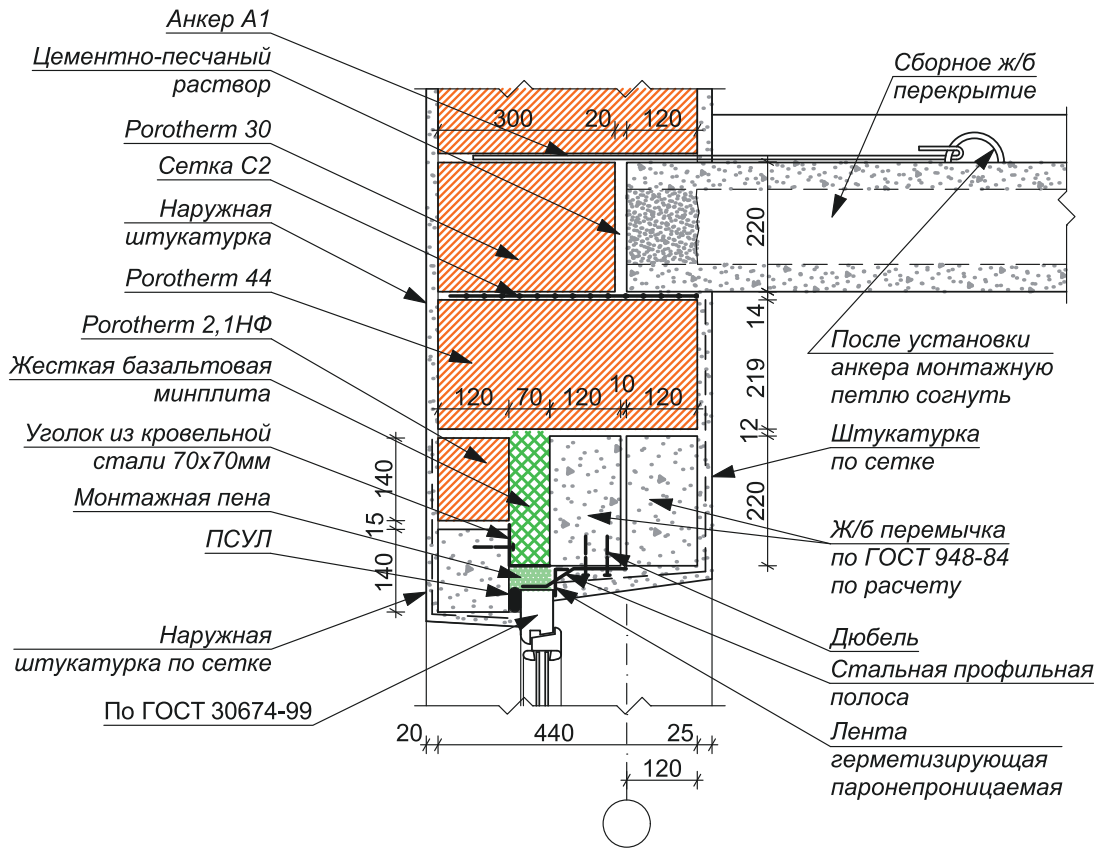 Анкер А1
Цементно-песчаный
раствор
Porotherm 30
Сетка С2
Наружная
штукатурка
Porotherm 44
Porotherm 2,1НФ
Жесткая базальтовая
минплита
Уголок из кровельной
стали 70х70мм
Монтажная пена
ПСУЛ
Наружная
штукатурка по сетке
По ГОСТ 30674-99
Сборное ж/б
перекрытие
После установки
анкера монтажную
петлю согнуть
Штукатурка
по сетке
Ж/б перемычка
по ГОСТ 948-84
по расчету
Дюбель
Стальная профильная
полоса
Лента
герметизирующая
паронепроницаемая
300 20 120
220
14
219
12
220
120 70 120 10 120
140
15
140
20 440 25
120